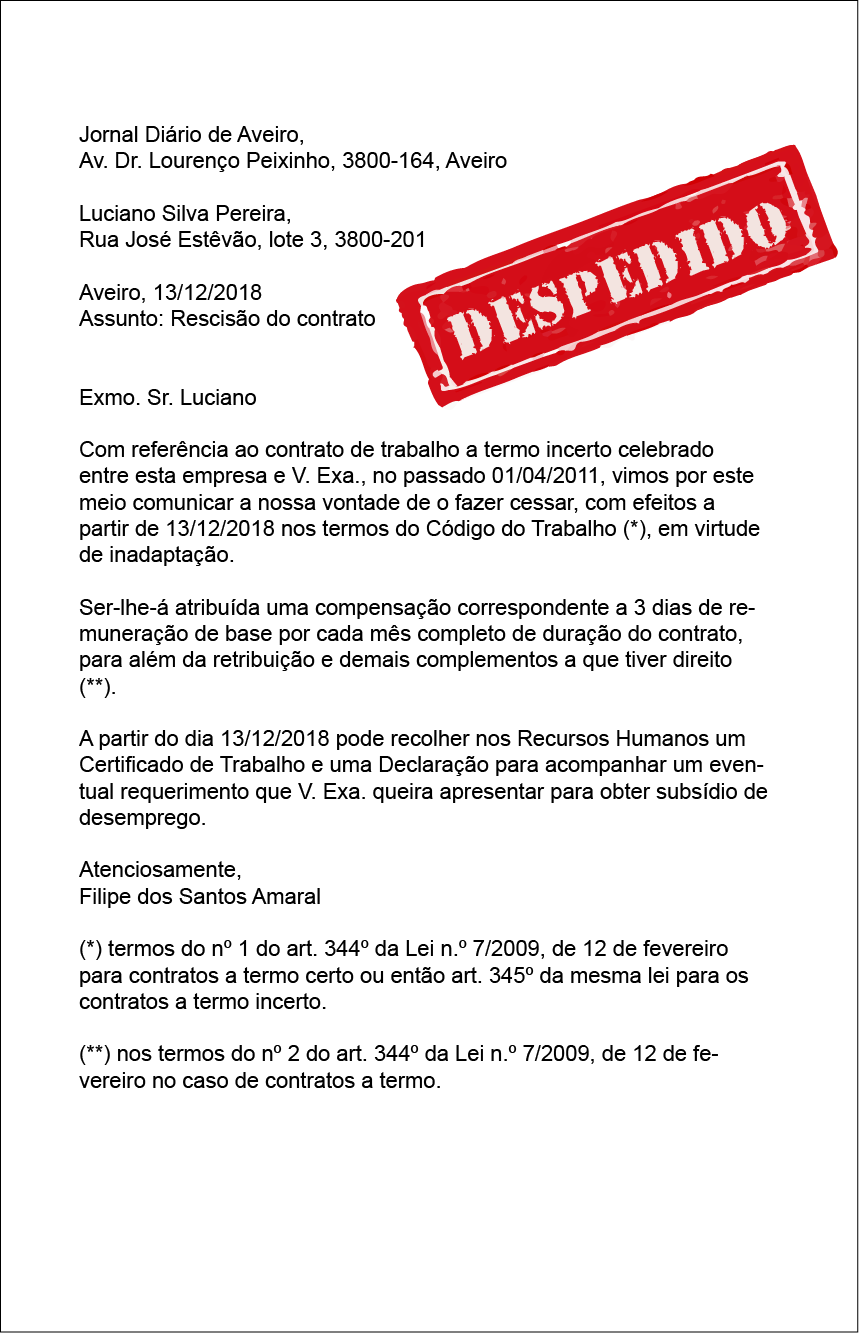 Jornal Diário de Aveiro,
Av. Dr. Lourenço Peixinho, 3800-164, Aveiro
Luciano Silva Pereira,
Rua José Estêvão, lote 3, 3800-201
DESPEDIDO
Aveiro, 13/12/2018
Assunto: Rescisão do contrato
Exmo. Sr. Luciano
Com referência ao contrato de trabalho a termo incerto celebrado
entre esta empresa e V. Exa., no passado 01/04/2011, vimos por este
meio comunicar a nossa vontade de o fazer cessar, com efeitos a
partir de 13/12/2018 nos termos do Código do Trabalho (*), em virtude
de inadaptação.
Ser-lhe-á atribuída uma compensação correspondente a 3 dias de re-
muneração de base por cada mês completo de duração do contrato,
para além da retribuição e demais complementos a que tiver direito
(**).
A partir do dia 13/12/2018 pode recolher nos Recursos Humanos um
Certificado de Trabalho e uma Declaração para acompanhar um even-
tual requerimento que V. Exa. queira apresentar para obter subsídio de
desemprego.
Atenciosamente,
Filipe dos Santos Amaral
(*) termos do nº 1 do art. 344º da Lei n.º 7/2009, de 12 de fevereiro
para contratos a termo certo ou então art. 345º da mesma lei para os
contratos a termo incerto.
(**) nos termos do nº 2 do art. 344º da Lei n.º 7/2009, de 12 de fe-
vereiro no caso de contratos a termo.